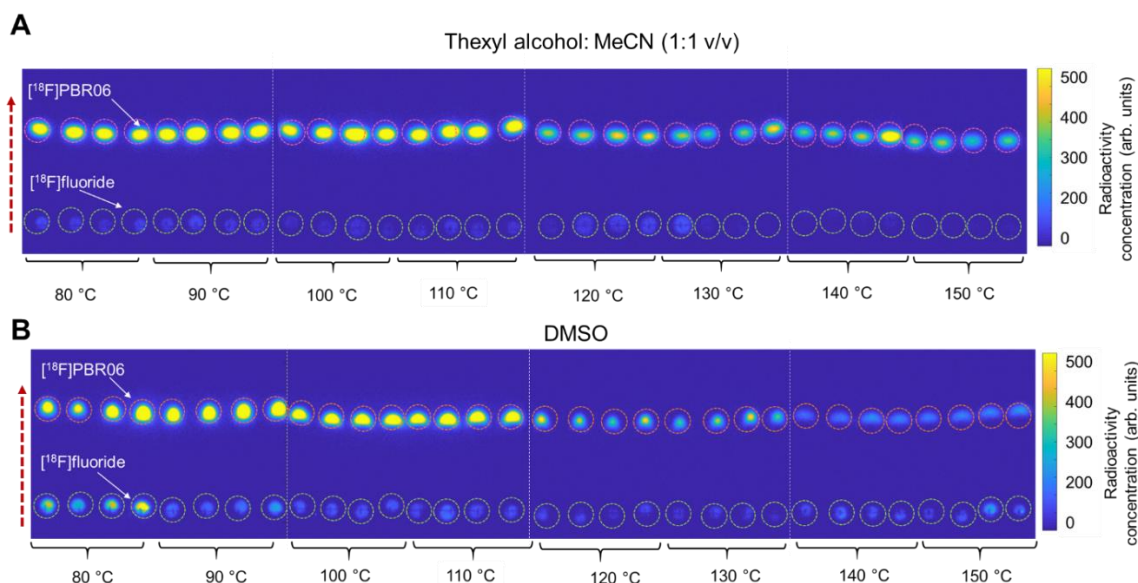 A
Thexyl alcohol: MeCN (1:1 v/v)
[¹⁸F]PBR06
[¹⁸F]fluoride
500
400
300
200
0
Radioactivity
concentration (arb. units)
80 °C
90 °C
100 °C
110 °C
120 °C
130 °C
140 °C
150 °C
B
DMSO
[¹⁸F]PBR06
[¹⁸F]fluoride
500
400
300
200
0
Radioactivity
concentration (arb. units)
80 °C
90 °C
100 °C
110 °C
120 °C
130 °C
140 °C
150 °C